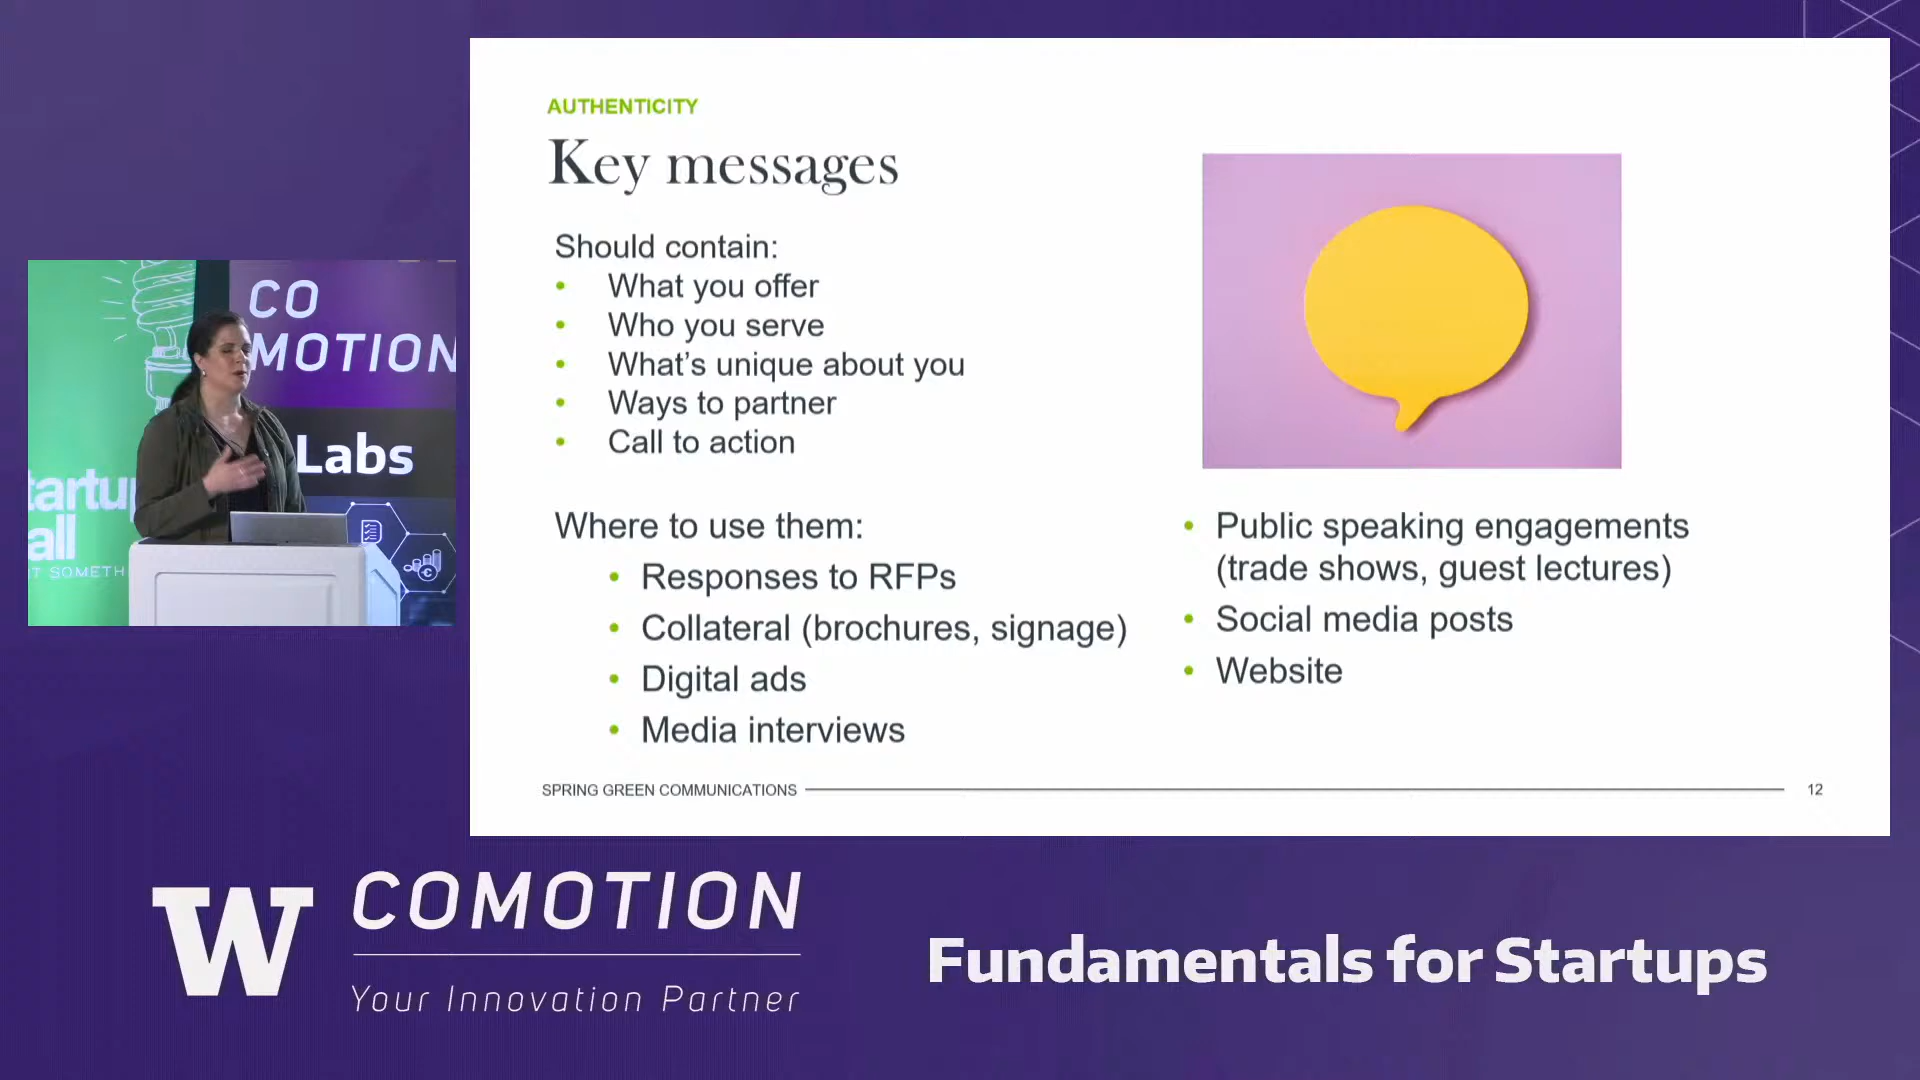 AUTHENTICITY
Key messages
Should contain:
• What you offer
• Who you serve
• What’s unique about you
• Ways to partner
• Call to action
Where to use them:
• Responses to RFPs
• Collateral (brochures, signage)
• Digital ads
• Media interviews
• Public speaking engagements
(trade shows, guest lectures)
• Social media posts
• Website
SPRING GREEN COMMUNICATIONS
12
CO
MOTION
Labs
tartu
all
T SOMETH
W
COMOTION
Your Innovation Partner
Fundamentals for Startups